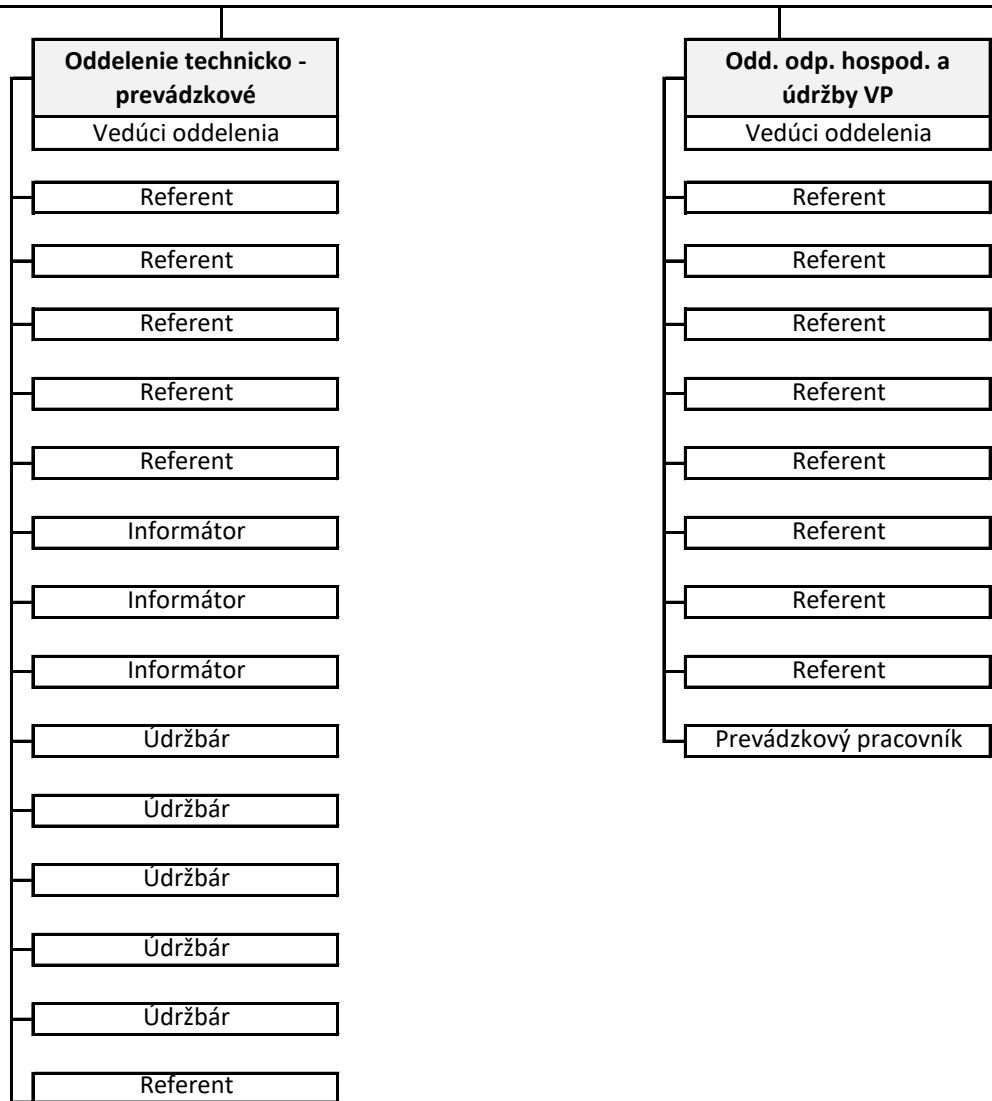 Oddelenie technicko -
prevádzkové
Vedúci oddelenia
Referent
Referent
Referent
Referent
Referent
Informátor
Informátor
Informátor
Údržbár
Údržbár
Údržbár
Údržbár
Údržbár
Referent
Odd. odp. hospod. a
údržby VP
Vedúci oddelenia
Referent
Referent
Referent
Referent
Referent
Referent
Referent
Referent
Prevádzkový pracovník